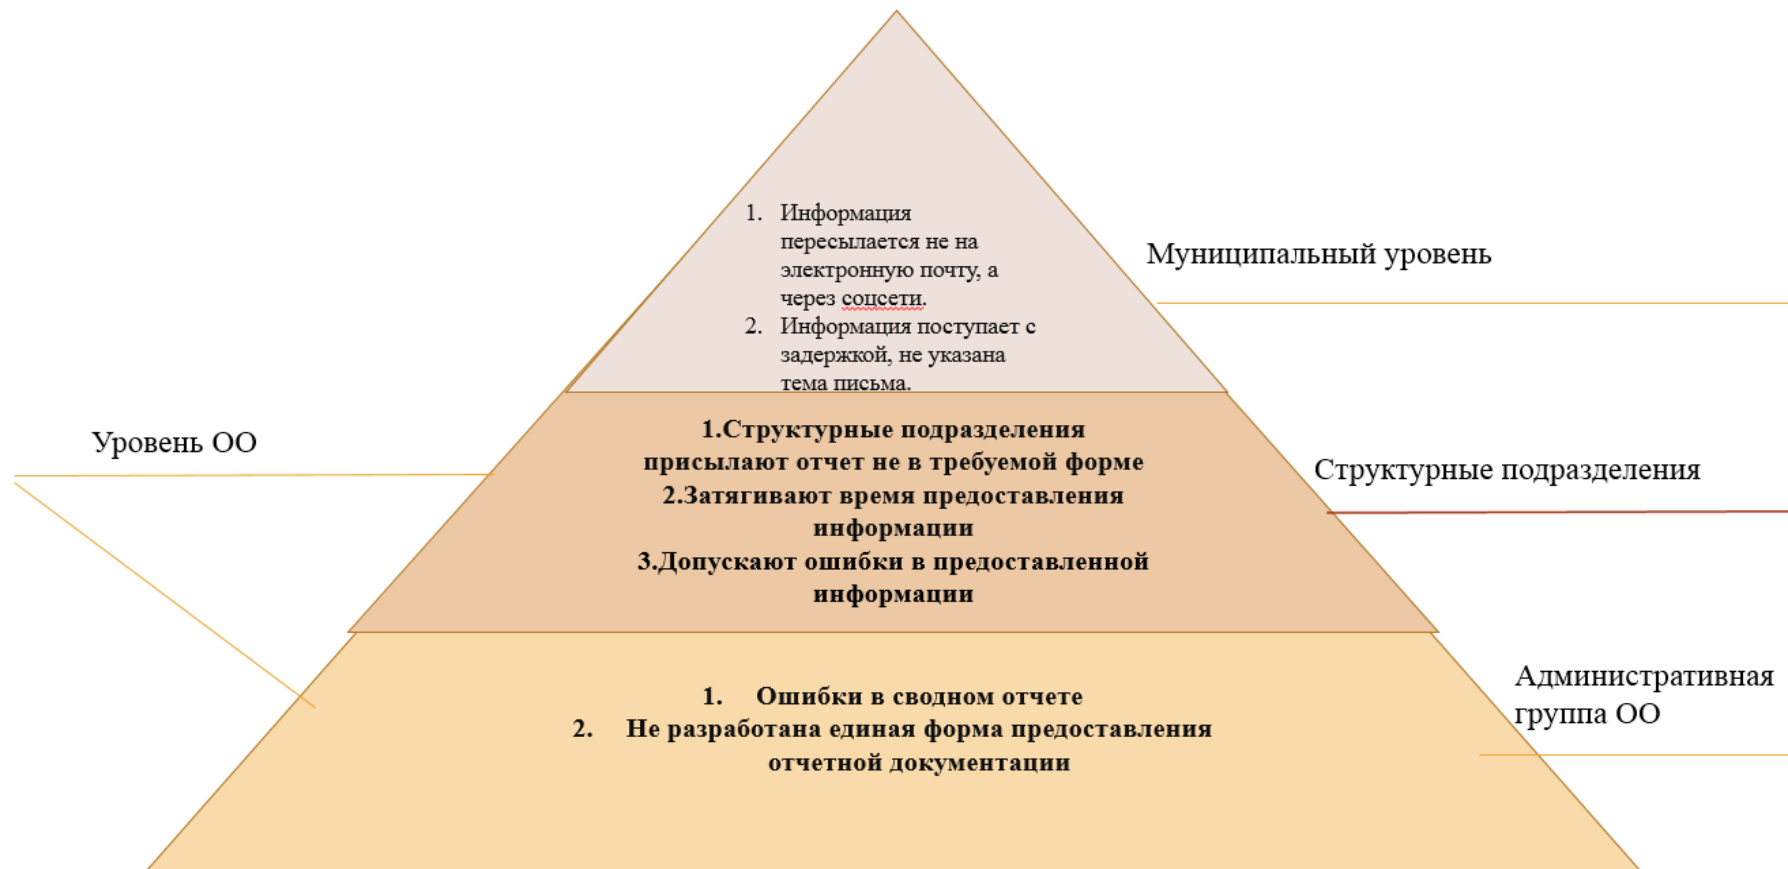 1. Информация
пересылается не на
электронную почту, а
через соцсети.
2. Информация поступает с
задержкой, не указана
тема письма.
Муниципальный уровень
Уровень ОО
1.Структурные подразделения
присылают отчет не в требуемой форме
2.Затягивают время предоставления
информации
3.Допускают ошибки в предоставленной
информации
Структурные подразделения
1. Ошибки в сводном отчете
2. Не разработана единая форма предоставления
отчетной документации
Административная
группа ОО